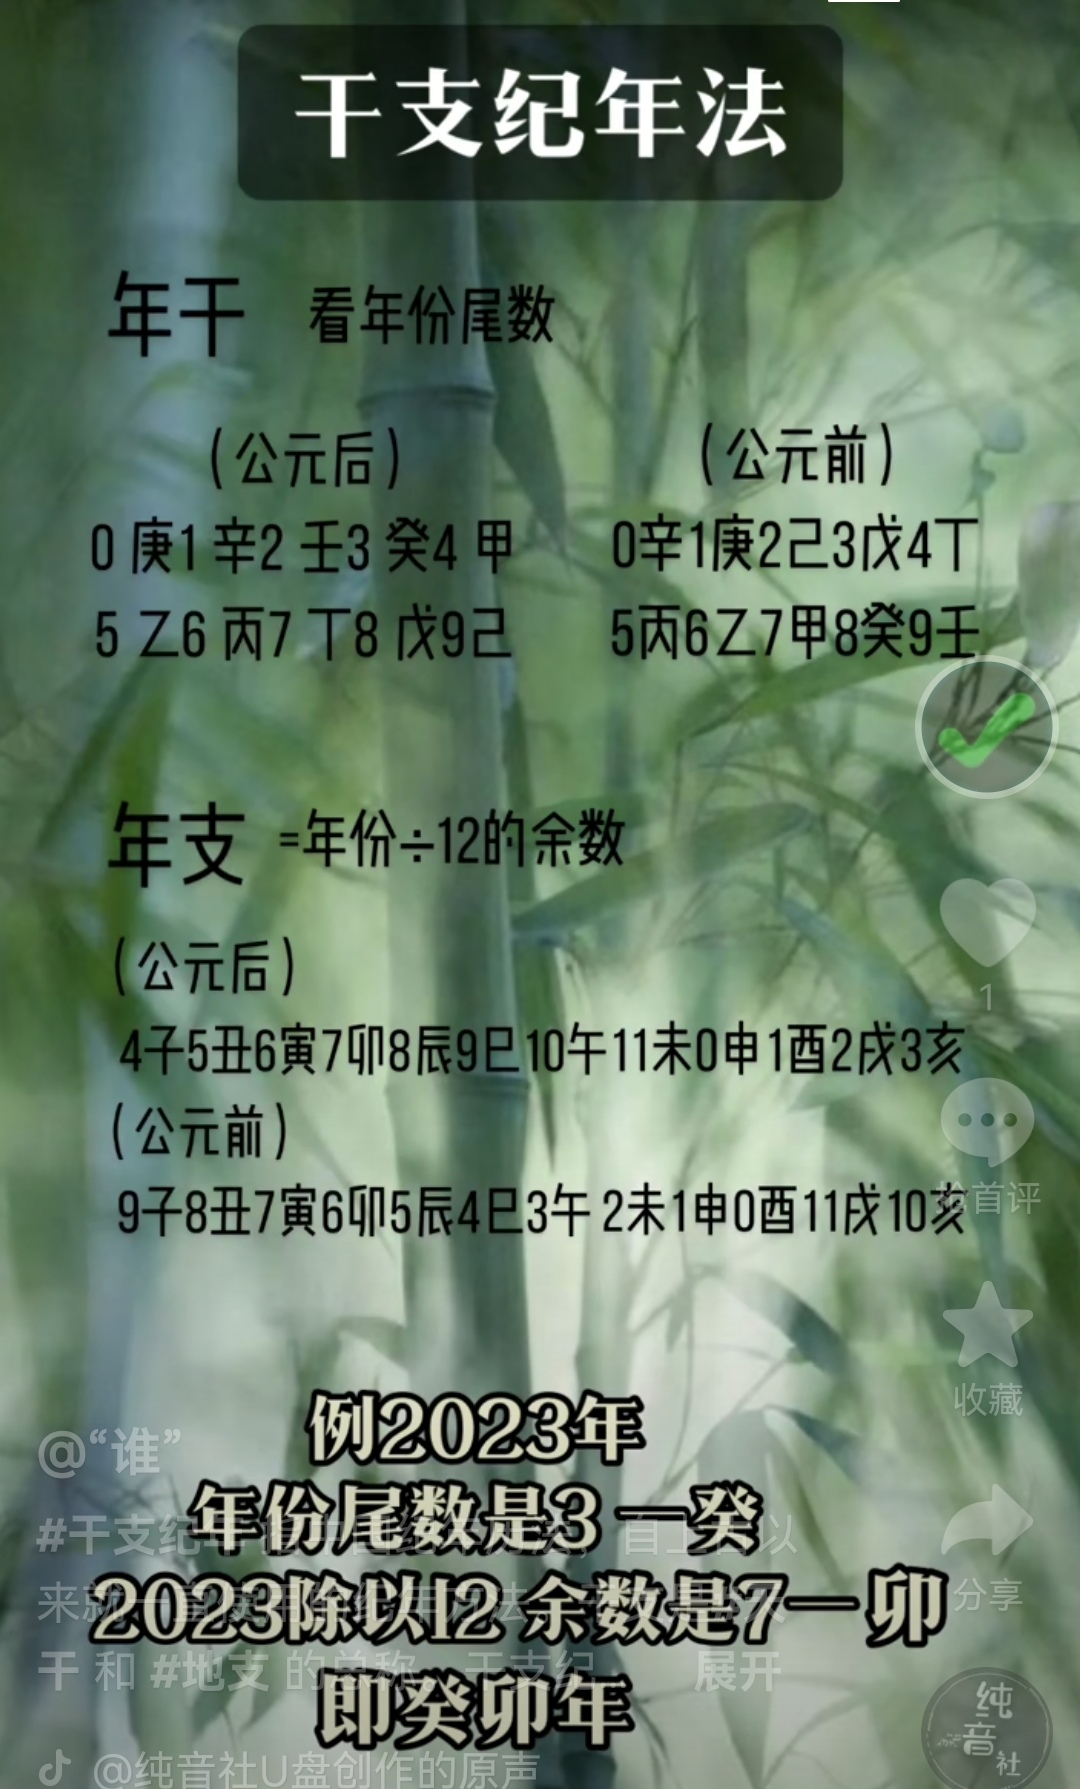 干支纪年法
年干 看年份尾数
(公元后) (公元前)
0庚1辛2壬3癸4甲 0辛1庚2己3戊4丁
5乙6丙7丁8戊9己 5丙6乙7甲8癸9壬
年支 =年份÷12的余数
(公元后)
4子5丑6寅7卯8辰9巳10午11未0申1酉2戌3亥
1
(公元前)
抢首评
9子8丑7寅6卯5辰4巳3午2未1申0酉11戌10亥
收藏
例2023年
@“谁”
年份尾数是3一癸
#干支纪年
2023除以12余数是7一卯
分享
干 和 #地支 的总称。干支纪 展开
即癸卯年
纯音社
@纯音社U盘创作的原声